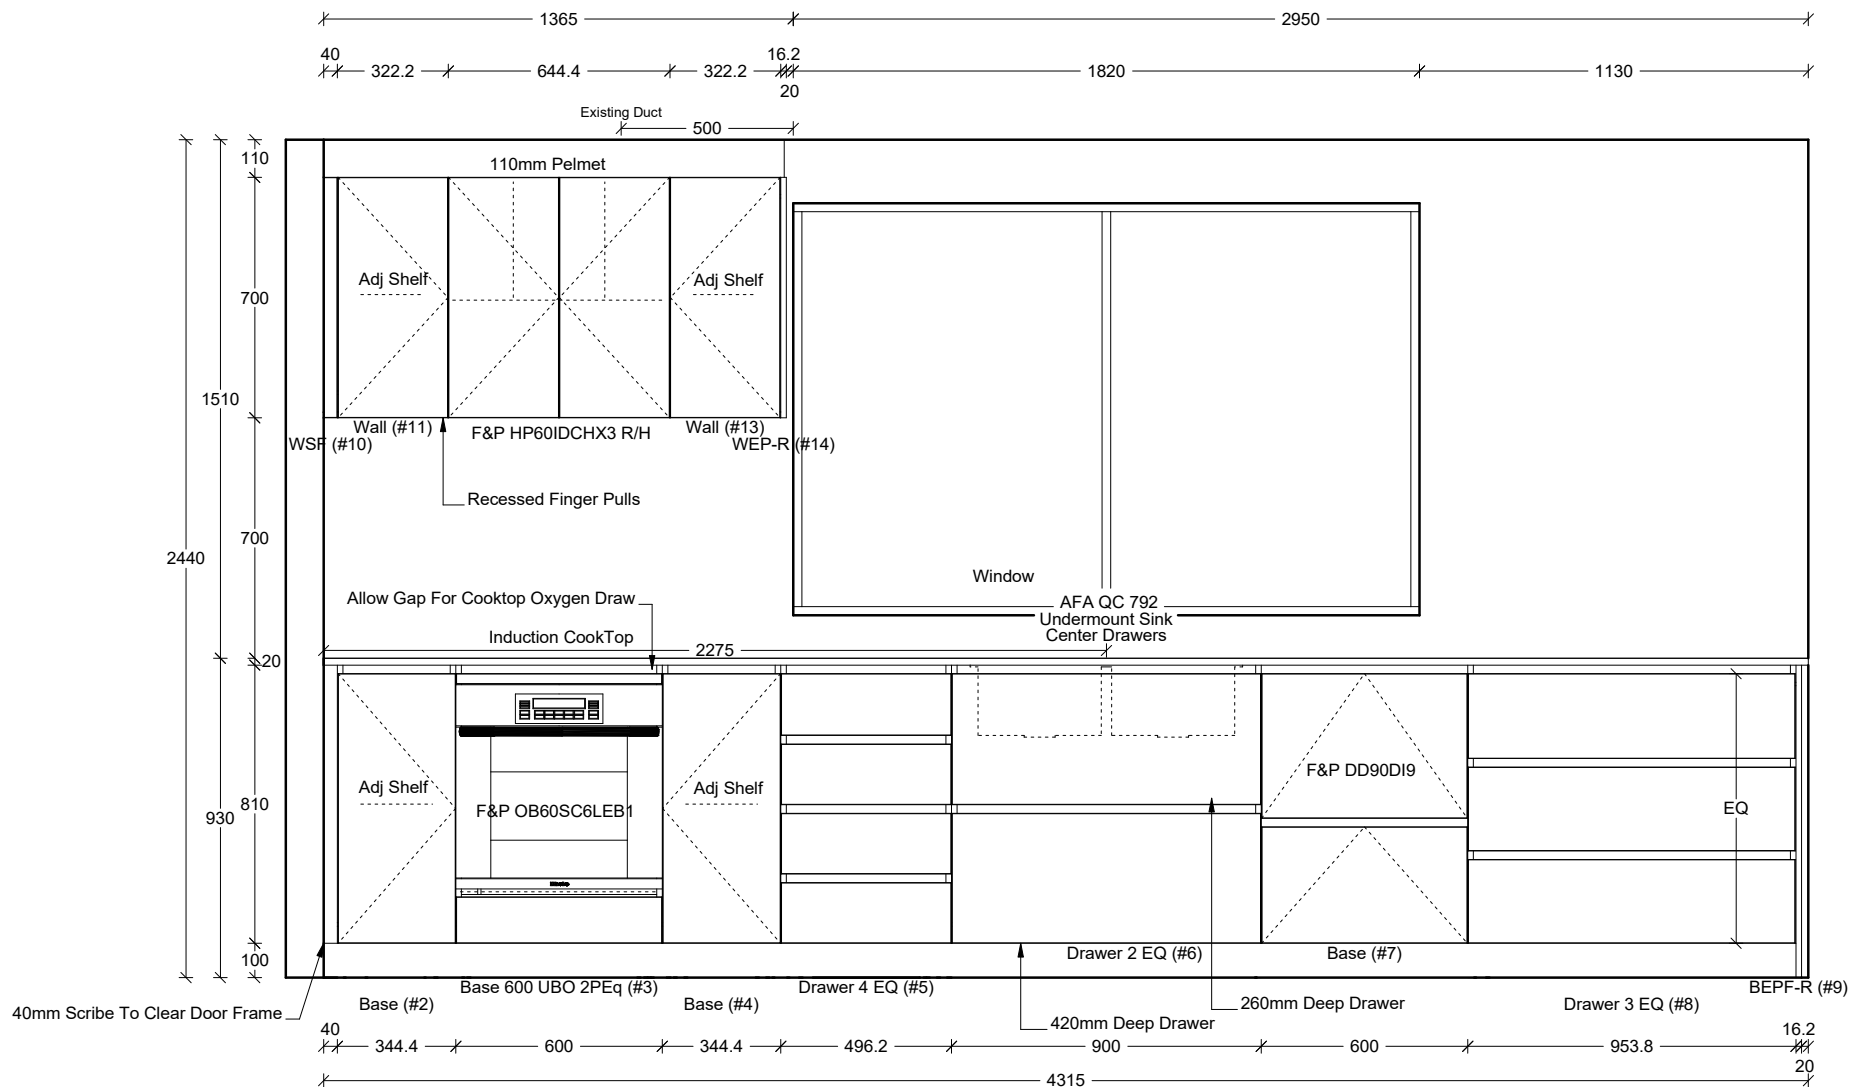 1365
2950
40
16.2
322.2
644.4
322.2
1820
1130
20
Existing Duct
500
110
110mm Pelmet
Adj Shelf
Adj Shelf
700
1510
Wall (#11)
F&P HP60IDCHX3 R/H
Wall (#13)
WSF (#10)
WEP-R (#14)
Recessed Finger Pulls
700
2440
Window
Allow Gap For Cooktop Oxygen Draw
AFA QC 792
Undermount Sink
Center Drawers
Induction CookTop
2275
20
F&P DD90DI9
Adj Shelf
Adj Shelf
810
930
F&P OB60SC6LEB1
EQ
100
Drawer 2 EQ (#6)
Base (#7)
Base 600 UBO 2PEq (#3)
Drawer 4 EQ (#5)
BEPF-R (#9)
Base (#2)
Base (#4)
260mm Deep Drawer
Drawer 3 EQ (#8)
40mm Scribe To Clear Door Frame
420mm Deep Drawer
40
16.2
344.4
600
344.4
496.2
900
600
953.8
20
4315